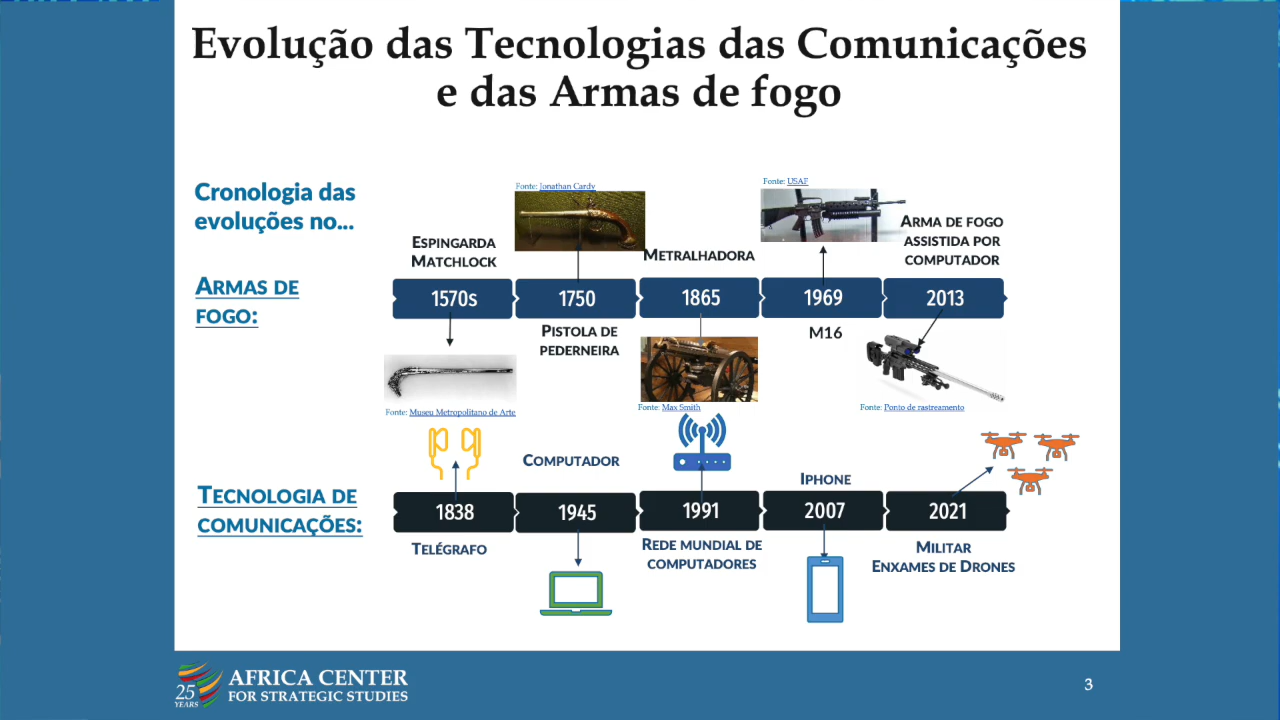 Evolução das Tecnologias das Comunicações
e das Armas de fogo
Cronologia das
evoluções no...
ARMAS DE
FOGO:
ESPINGARDA
MATCHLOCK
Fonte: Jonathan Cardy
METRALHADORA
Fonte: USAF
ARMA DE FOGO
ASSISTIDA POR
COMPUTADOR
1570s
1750
1865
1969
2013
PISTOLA DE
PEDERNEIRA
M16
Fonte: Museu Metropolitano de Arte
Fonte: Max Smith
Fonte: Ponto de rastreamento
TECNOLOGIA DE
COMUNICAÇÕES:
COMPUTADOR
IPHONE
1838
1945
1991
2007
2021
TELÉGRAFO
REDE MUNDIAL DE
COMPUTADORES
MILITAR
ENXAMES DE DRONES
25
YEARS
AFRICA CENTER
FOR STRATEGIC STUDIES
3